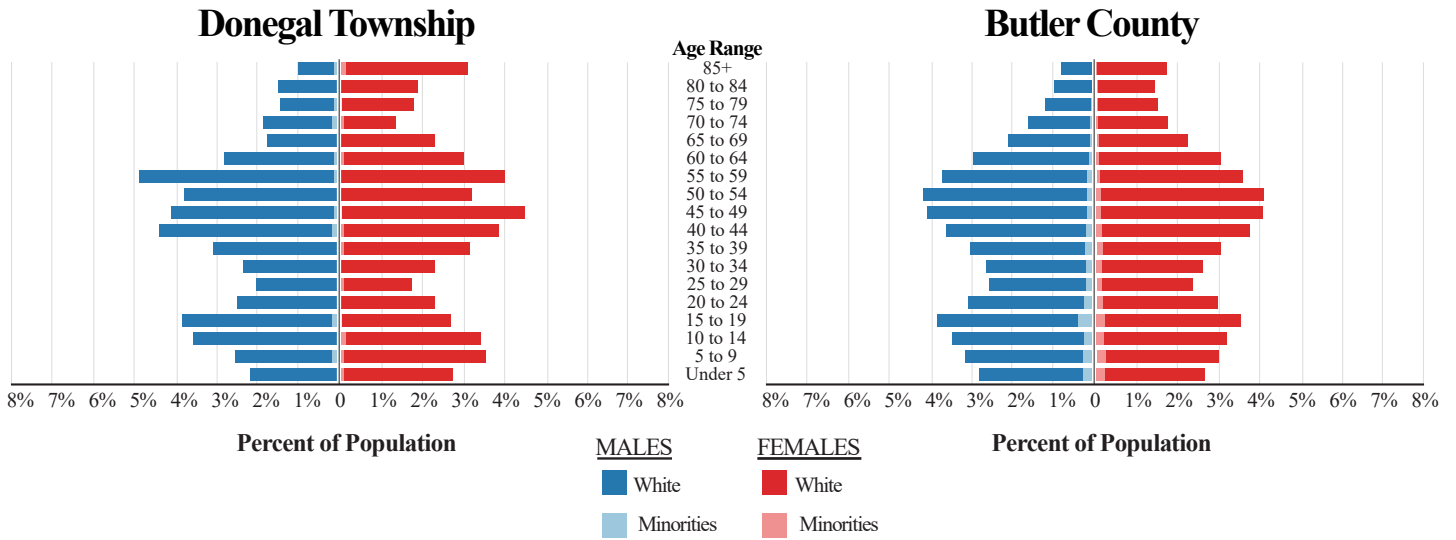 Donegal Township
Butler County
Age Range
85+
80 to 84
75 to 79
70 to 74
65 to 69
60 to 64
55 to 59
50 to 54
45 to 49
40 to 44
35 to 39
30 to 34
25 to 29
20 to 24
15 to 19
10 to 14
5 to 9
Under 5
8% 7% 6% 5% 4% 3% 2% 1% 0 1% 2% 3% 4% 5% 6% 7% 8%
8% 7% 6% 5% 4% 3% 2% 1% 0 1% 2% 3% 4% 5% 6% 7% 8%
Percent of Population
Percent of Population
MALES FEMALES
White White
Minorities Minorities